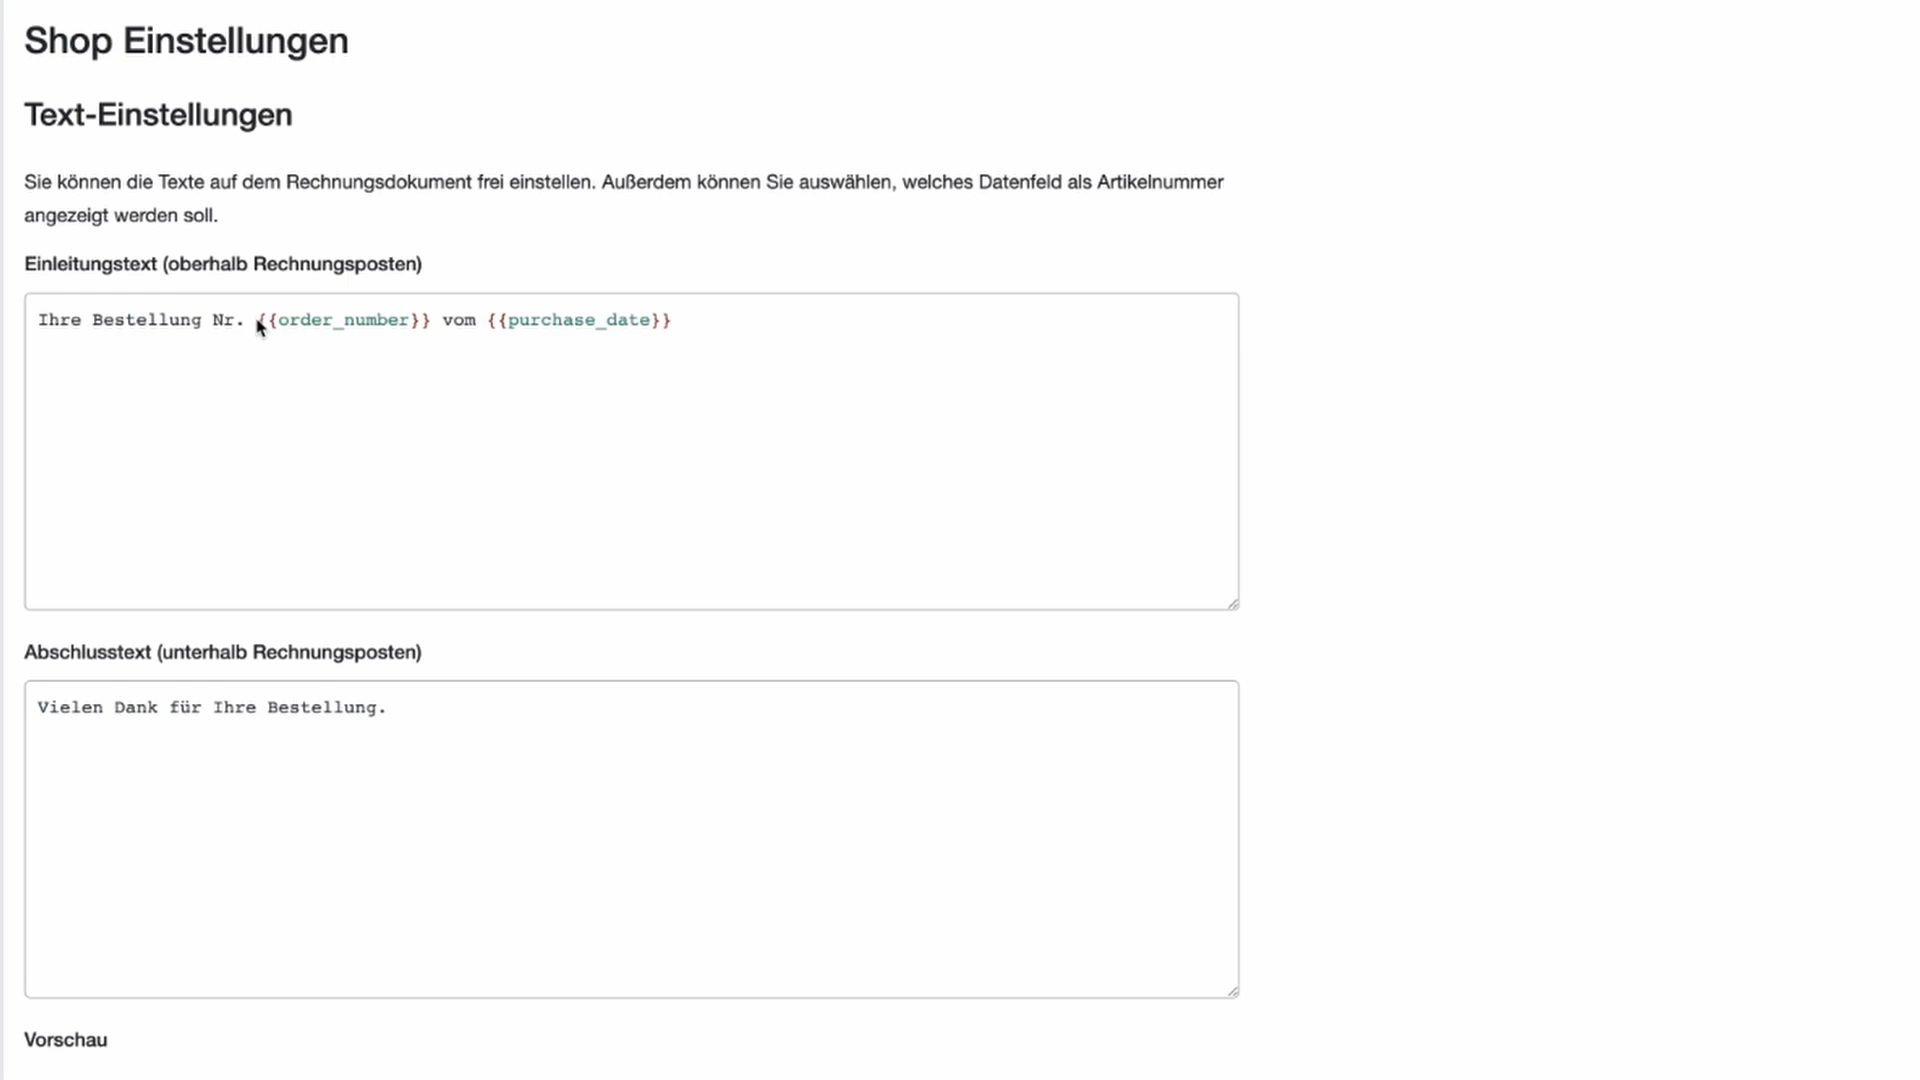 Shop Einstellungen
Text-Einstellungen
Sie können die Texte auf dem Rechnungsdokument frei einstellen. Außerdem können Sie auswählen, welches Datenfeld als Artikelnummer
angezeigt werden soll.
Einleitungstext (oberhalb Rechnungsposten)
Ihre Bestellung Nr. {{order_number}} vom {{purchase_date}}
Abschlusstext (unterhalb Rechnungsposten)
Vielen Dank für Ihre Bestellung.
Vorschau